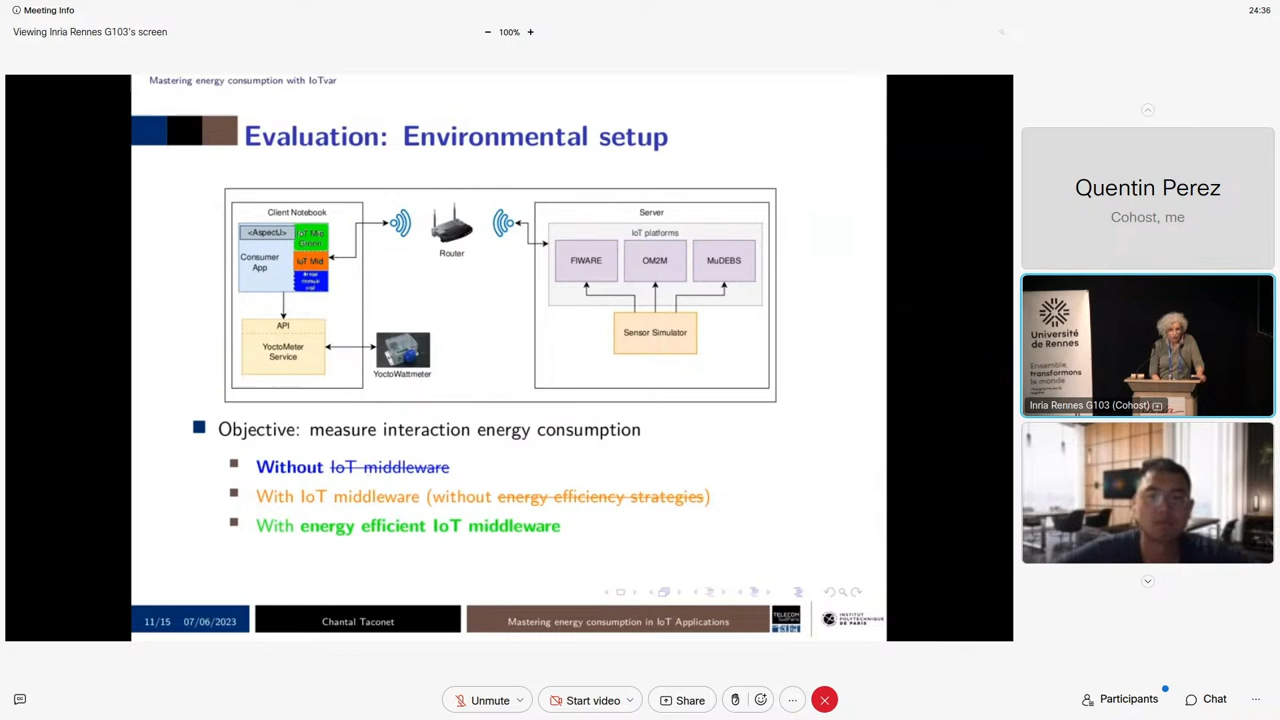 Meeting Info
24:36
Viewing Inria Rennes G103's screen
100%
Mastering energy consumption with IoTvar
Evaluation: Environmental setup
Client Notebook
<AspectJ>
IoT Mid
Green
Consumer
App
IoT Mid
API
YoctoMeter
Service
YoctoWattmeter
Router
Server
IoT platforms
FIWARE
OM2M
MuDEBS
Sensor Simulator
Objective: measure interaction energy consumption
Without IoT middleware
With IoT middleware (without energy efficiency strategies)
With energy efficient IoT middleware
11/15 07/06/2023
Chantal Taconet
Mastering energy consumption in IoT Applications
TELECOM
SudParis
INSTITUT
POLYTECHNIQUE
DE PARIS
Quentin Perez
Cohost, me
Université
de Rennes
Ensemble,
transformons
le monde
Inria Rennes G103 (Cohost)
Unmute
Start video
Share
Participants
Chat